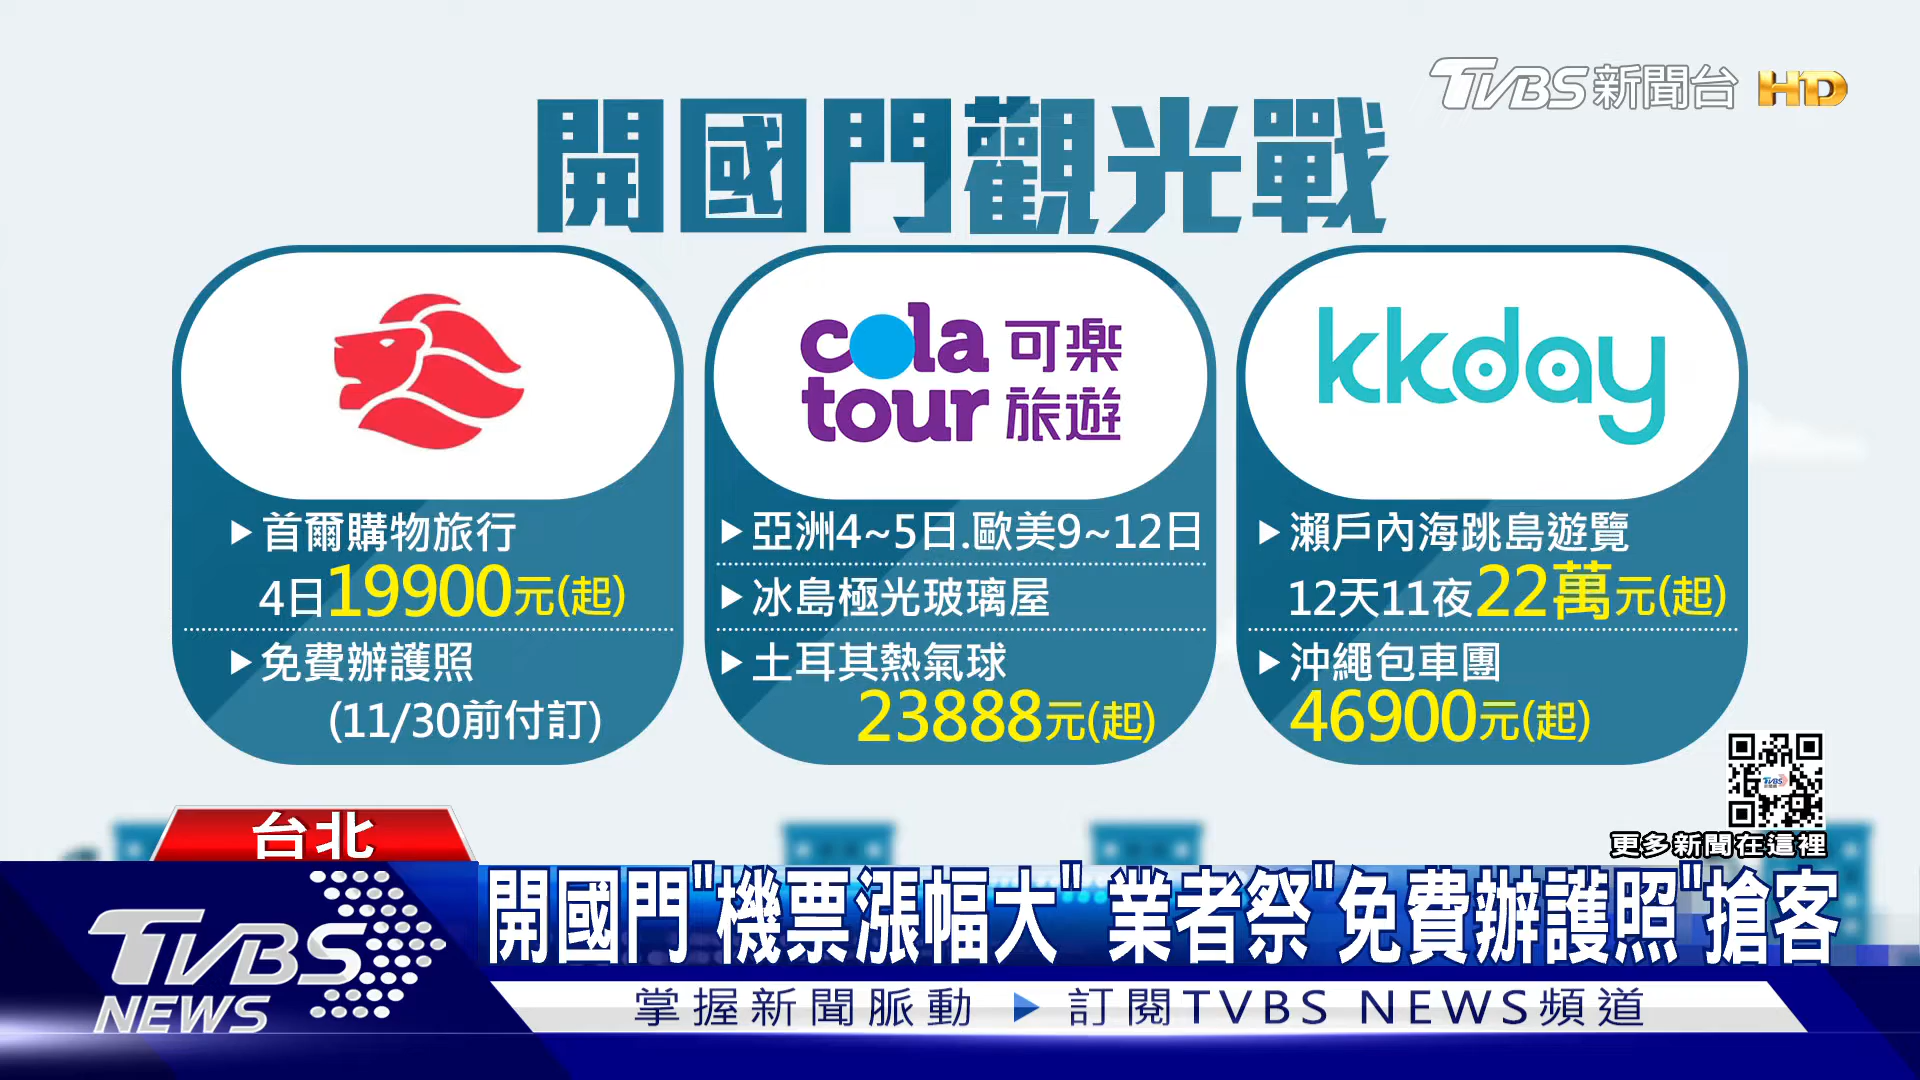 TVBS新聞台 HD
開國門觀光戰
cola tour 可樂旅遊
kkday
▶首爾購物旅行
4日19900元(起)
▶免費辦護照
(11/30前付訂)
▶亞洲4~5日.歐美9~12日
▶冰島極光玻璃屋
▶土耳其熱氣球
23888元(起)
▶瀨戶內海跳島遊覽
12天11夜22萬元(起)
▶沖繩包車團
46900元(起)
TVBS
更多新聞在這裡
台北
開國門"機票漲幅大" 業者祭"免費辦護照"搶客
TVBS NEWS
掌握新聞脈動 ▶ 訂閱TVBS NEWS頻道